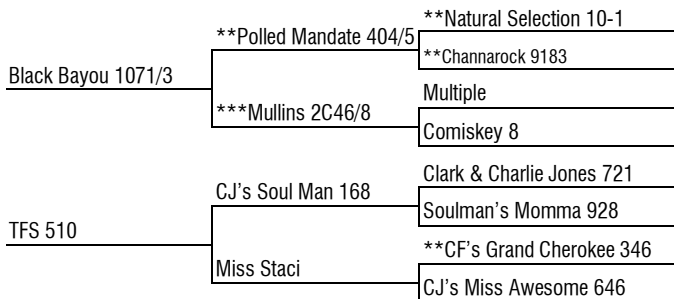 **Natural Selection 10-1
**Polled Mandate 404/5
**Channarock 9183
Black Bayou 1071/3
Multiple
***Mullins 2C46/8
Comiskey 8
Clark & Charlie Jones 721
CJ's Soul Man 168
Soulman's Momma 928
TFS 510
**CF's Grand Cherokee 346
Miss Staci
CJ's Miss Awesome 646